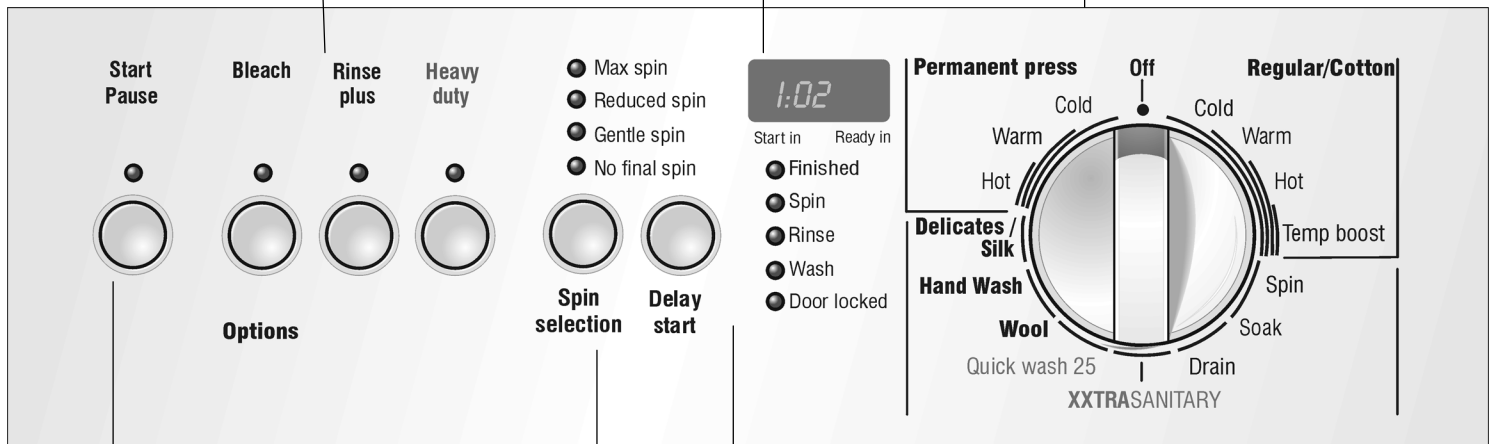 Start
Pause
Bleach
Rinse
plus
Heavy
duty
Options
Max spin
Reduced spin
Gentle spin
No final spin
Spin
selection
Delay
start
1:02
Start in Ready in
Finished
Spin
Rinse
Wash
Door locked
Permanent press
Off
Regular/Cotton
Cold
Warm
Hot
Delicates /
Silk
Hand Wash
Wool
Quick wash 25
XXTRASANITARY
Cold
Warm
Hot
Temp boost
Spin
Soak
Drain